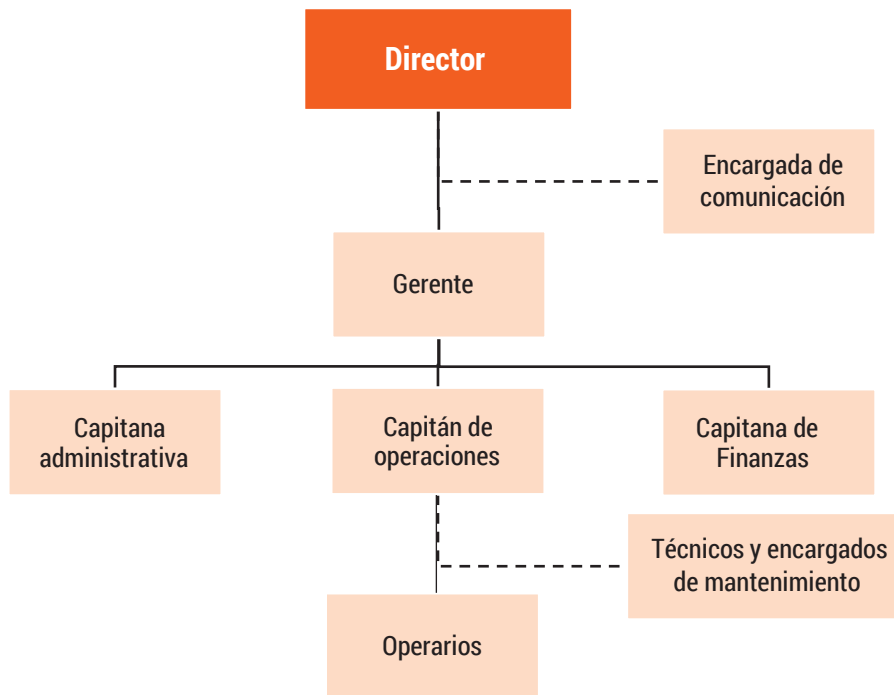 Director
Encargada de
comunicación
Gerente
Capitana
administrativa
Capitán de
operaciones
Capitana de
Finanzas
Técnicos y encargados
de mantenimiento
Operarios